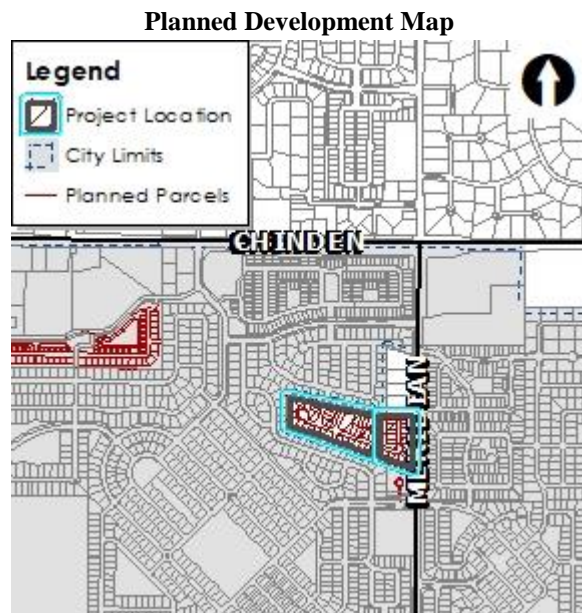 Planned Development Map
Legend
Project Location
City Limits
Planned Parcels
CHINDEN
MERIDIAN